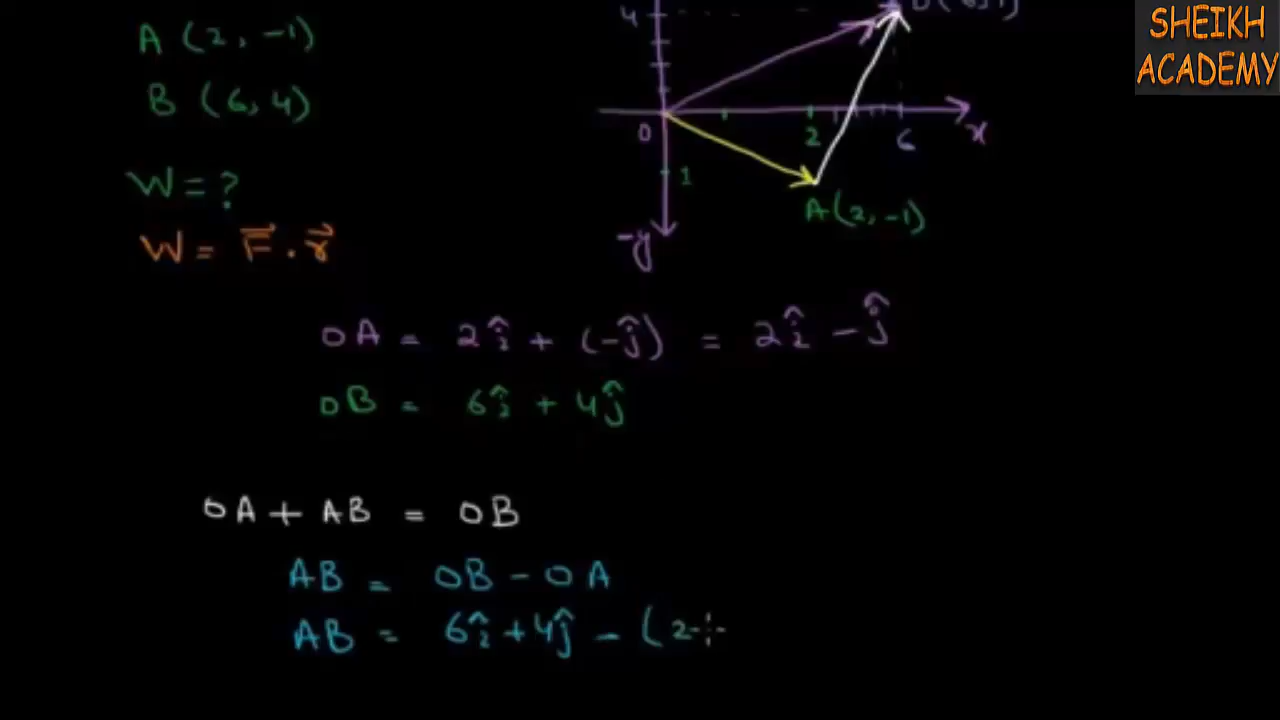 SHEIKH
ACADEMY
A (2, -1)
B (6, 4)
W = ?
W = F⃗ . r⃗
4
0
2
6
x
1
A (2, -1)
-y
OA = 2î + (-ĵ) = 2î - ĵ
OB = 6î + 4ĵ
OA + AB = OB
AB = OB - OA
AB = 6î + 4ĵ - ( 2